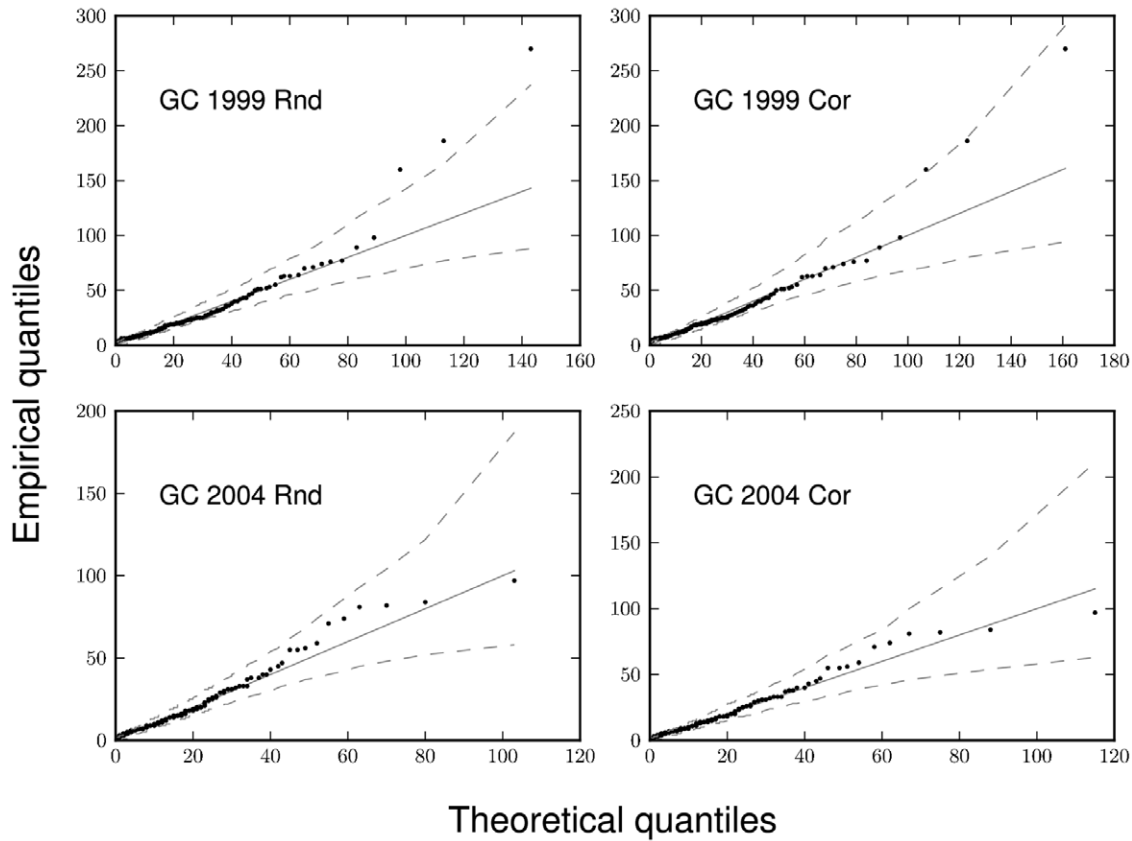 Empirical quantiles
GC 1999 Rnd
300
250
200
150
100
50
0
0 20 40 60 80 100 120 140 160
GC 1999 Cor
300
250
200
150
100
50
0
0 20 40 60 80 100 120 140 160 180
GC 2004 Rnd
200
150
100
50
0
0 20 40 60 80 100 120
GC 2004 Cor
250
200
150
100
50
0
0 20 40 60 80 100 120
Theoretical quantiles